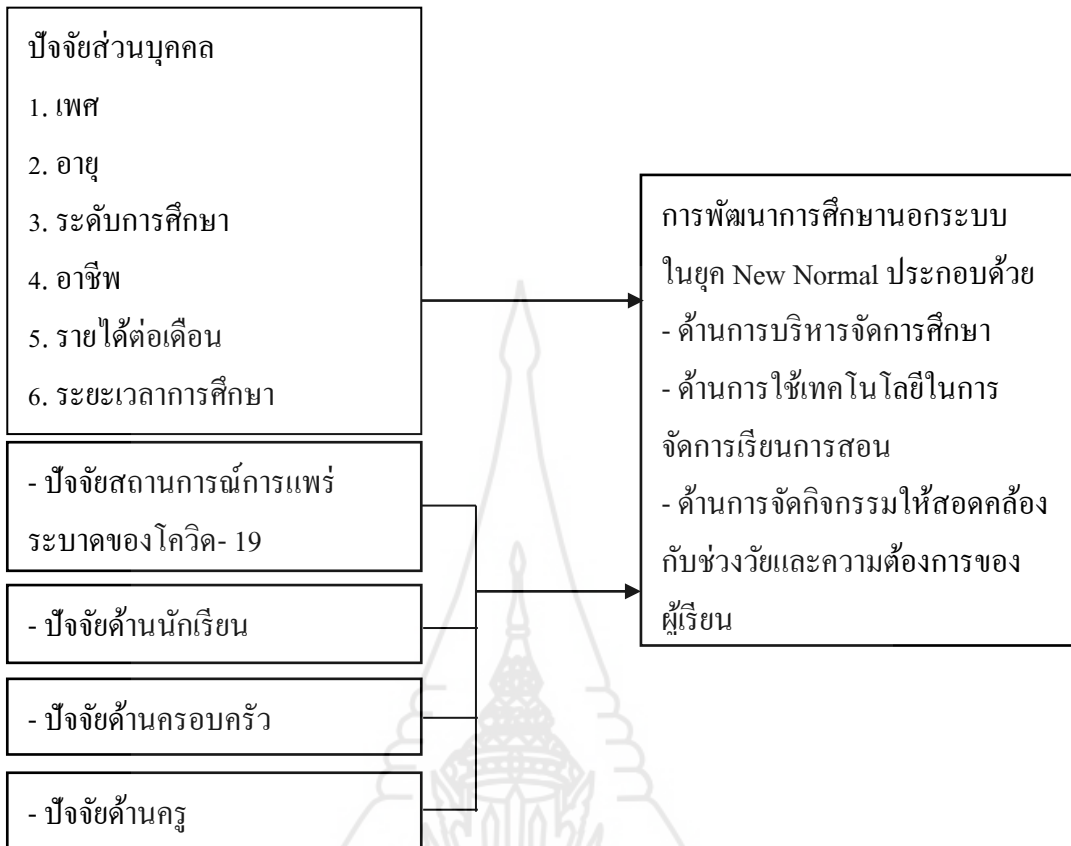 ปัจจัยส่วนบุคคล
1. เพศ
2. อายุ
3. ระดับการศึกษา
4. อาชีพ
5. รายได้ต่อเดือน
6. ระยะเวลาการศึกษา
- ปัจจัยสถานการณ์การแพร่
ระบาดของโควิด- 19
- ปัจจัยด้านนักเรียน
- ปัจจัยด้านครอบครัว
- ปัจจัยด้านครู
การพัฒนาการศึกษานอกระบบ
ในยุค New Normal ประกอบด้วย
- ด้านการบริหารจัดการศึกษา
- ด้านการใช้เทคโนโลยีในการ
จัดการเรียนการสอน
- ด้านการจัดกิจกรรมให้สอดคล้อง
กับช่วงวัยและความต้องการของ
ผู้เรียน